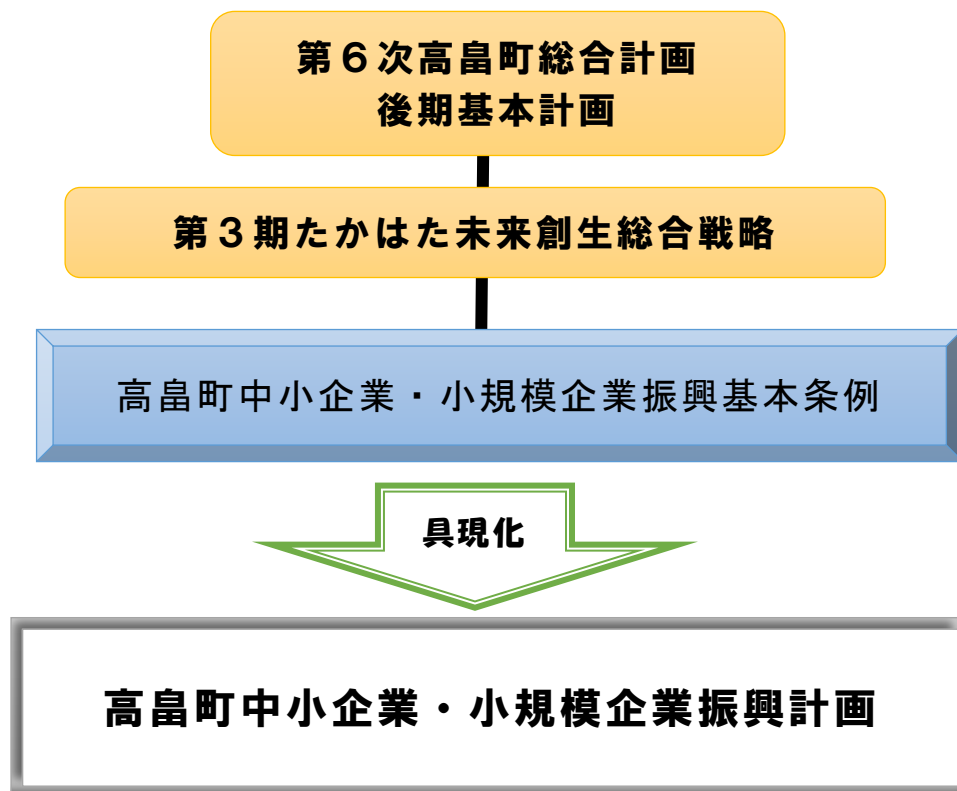 第６次高畠町総合計画
後期基本計画
第３期たかはた未来創生総合戦略
高畠町中小企業・小規模企業振興基本条例
具現化
高畠町中小企業・小規模企業振興計画